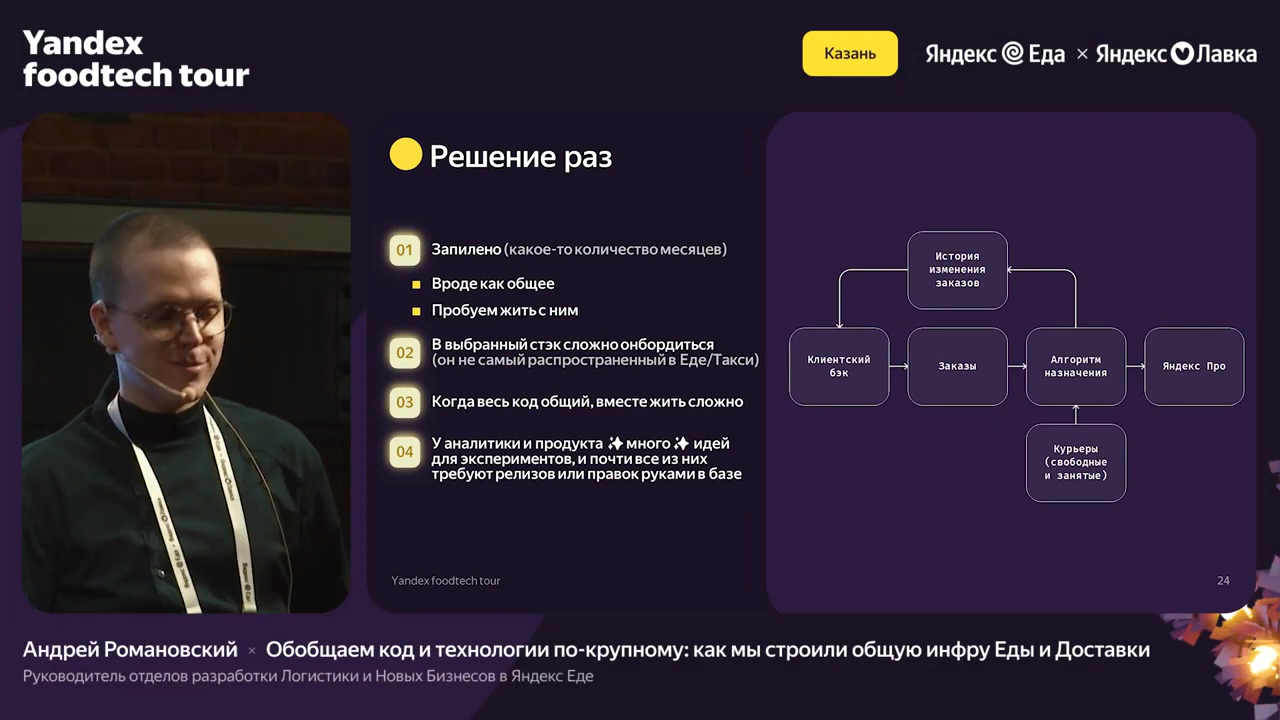 Yandex
foodtech tour
Казань
Яндекс Еда × Яндекс Лавка
Решение раз
01 Запилено (какое-то количество месяцев)
Вроде как общее
Пробуем жить с ним
02 В выбранный стэк сложно онбордиться
(он не самый распространенный в Еде/Такси)
03 Когда весь код общий, вместе жить сложно
04 У аналитики и продукта ✨ много ✨ идей
для экспериментов, и почти все из них
требуют релизов или правок руками в базе
Yandex foodtech tour
История
изменения
заказов
Клиентский
бэк
Заказы
Алгоритм
назначения
Яндекс Про
Курьеры
(свободные
и занятые)
24
Андрей Романовский × Обобщаем код и технологии по-крупному: как мы строили общую инфру Еды и Доставки
Руководитель отделов разработки Логистики и Новых Бизнесов в Яндекс Еде